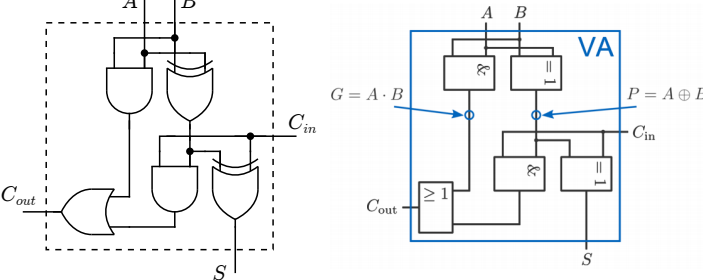 A B
C_in
C_out
S
A B
VA
& =1
G = A · B
P = A ⊕ B
C_in
& =1
≥ 1
C_out
S